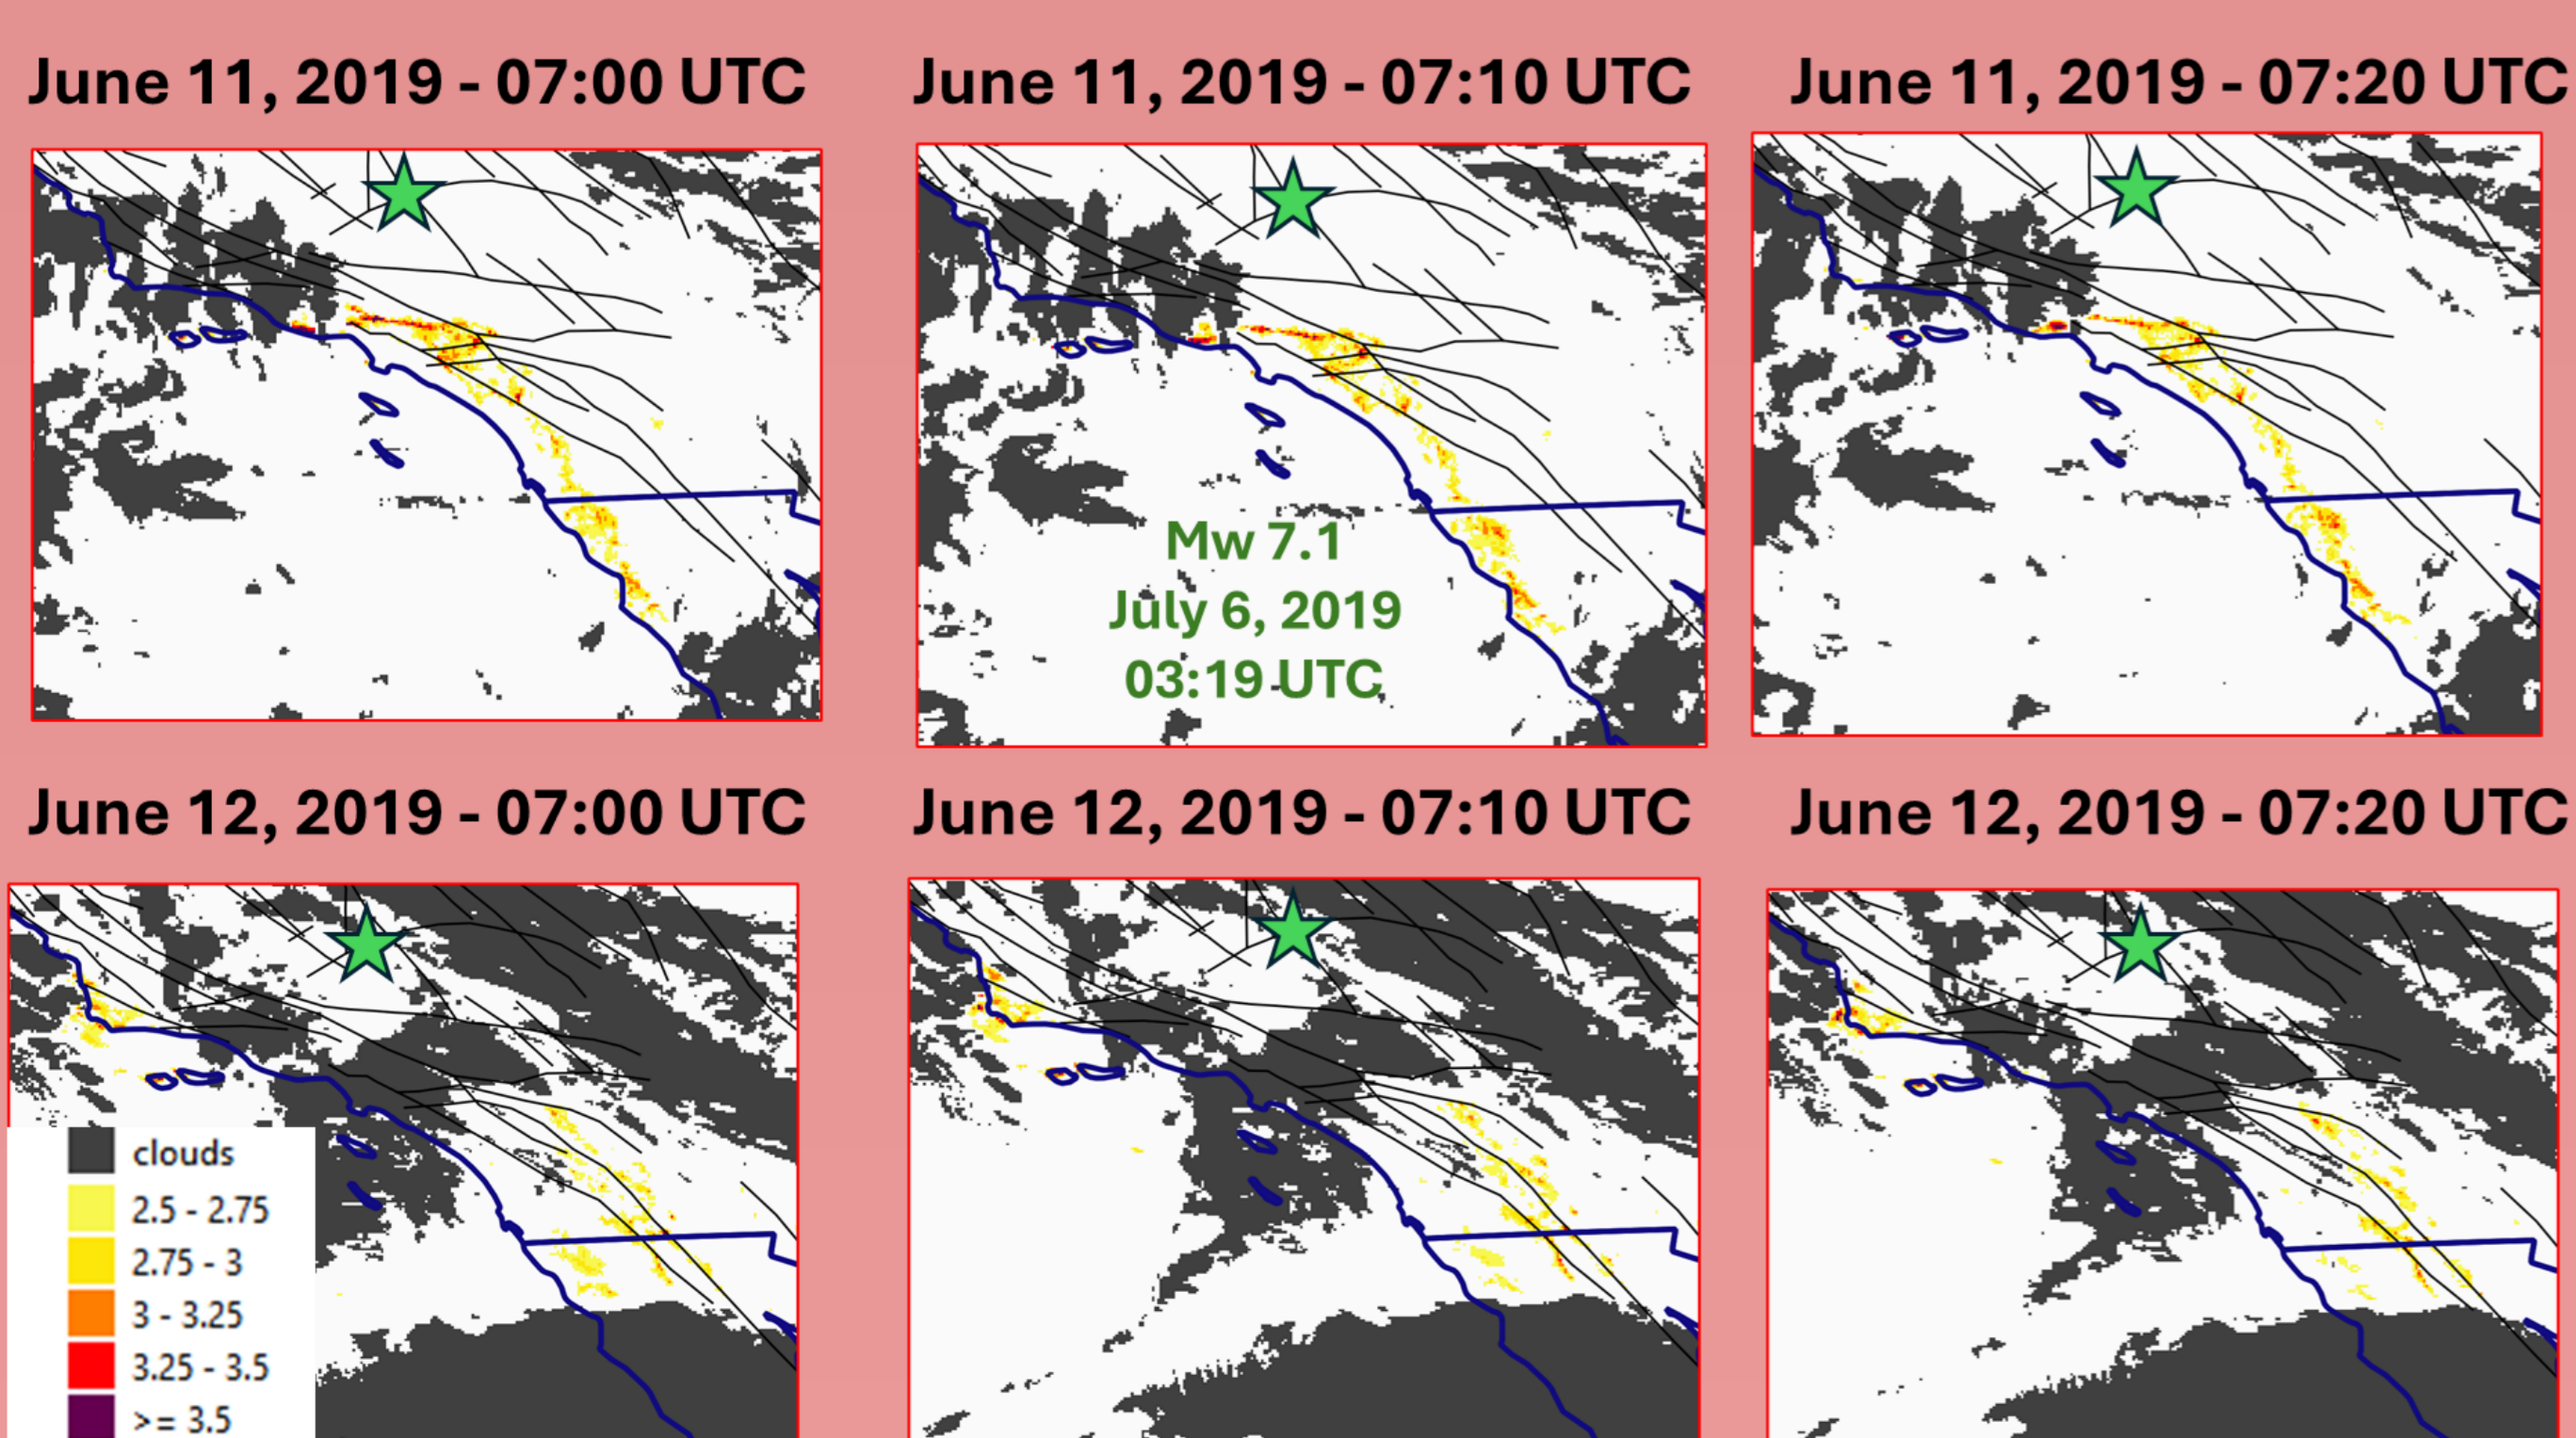 June 11, 2019 - 07:00 UTC
June 11, 2019 - 07:10 UTC
June 11, 2019 - 07:20 UTC
Mw 7.1
July 6, 2019
03:19 UTC
June 12, 2019 - 07:00 UTC
June 12, 2019 - 07:10 UTC
June 12, 2019 - 07:20 UTC
clouds
2.5 - 2.75
2.75 - 3
3 - 3.25
3.25 - 3.5
>= 3.5